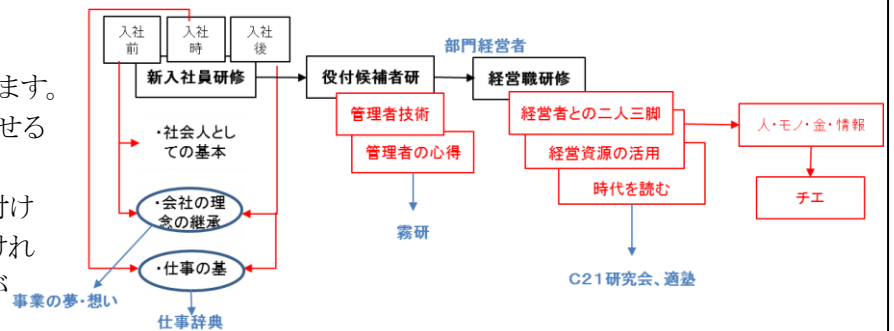 入社
前
入社
時
入社
後
新入社員研修
役付候補者研
部門経営者
経営職研修
ます。
せる
付け
けれ
が
・社会人とし
ての基本
・会社の理
念の継承
・仕事の基
事業の夢・想い
仕事辞典
管理者技術
管理者の心得
霧研
経営者との二人三脚
経営資源の活用
時代を読む
C21研究会、適塾
人・モノ・金・情報
チエ